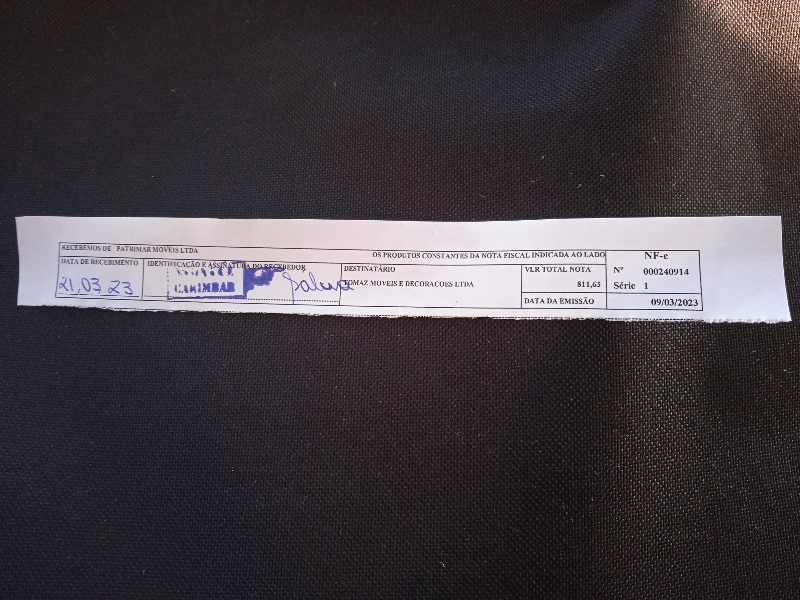 RECEBEMOS DE PATRIMAR MOVEIS LTDA
OS PRODUTOS CONSTANTES DA NOTA FISCAL INDICADA AO LADO
NF-e
DATA DE RECEBIMENTO
IDENTIFICAÇÃO E ASSINATURA DO RECEBEDOR
DESTINATÁRIO
VLR TOTAL NOTA
Nº 000240914
21,03 23
CARIMBAR
TOMAZ MOVEIS E DECORACOES LTDA
811,63
Série 1
DATA DA EMISSÃO
09/03/2023